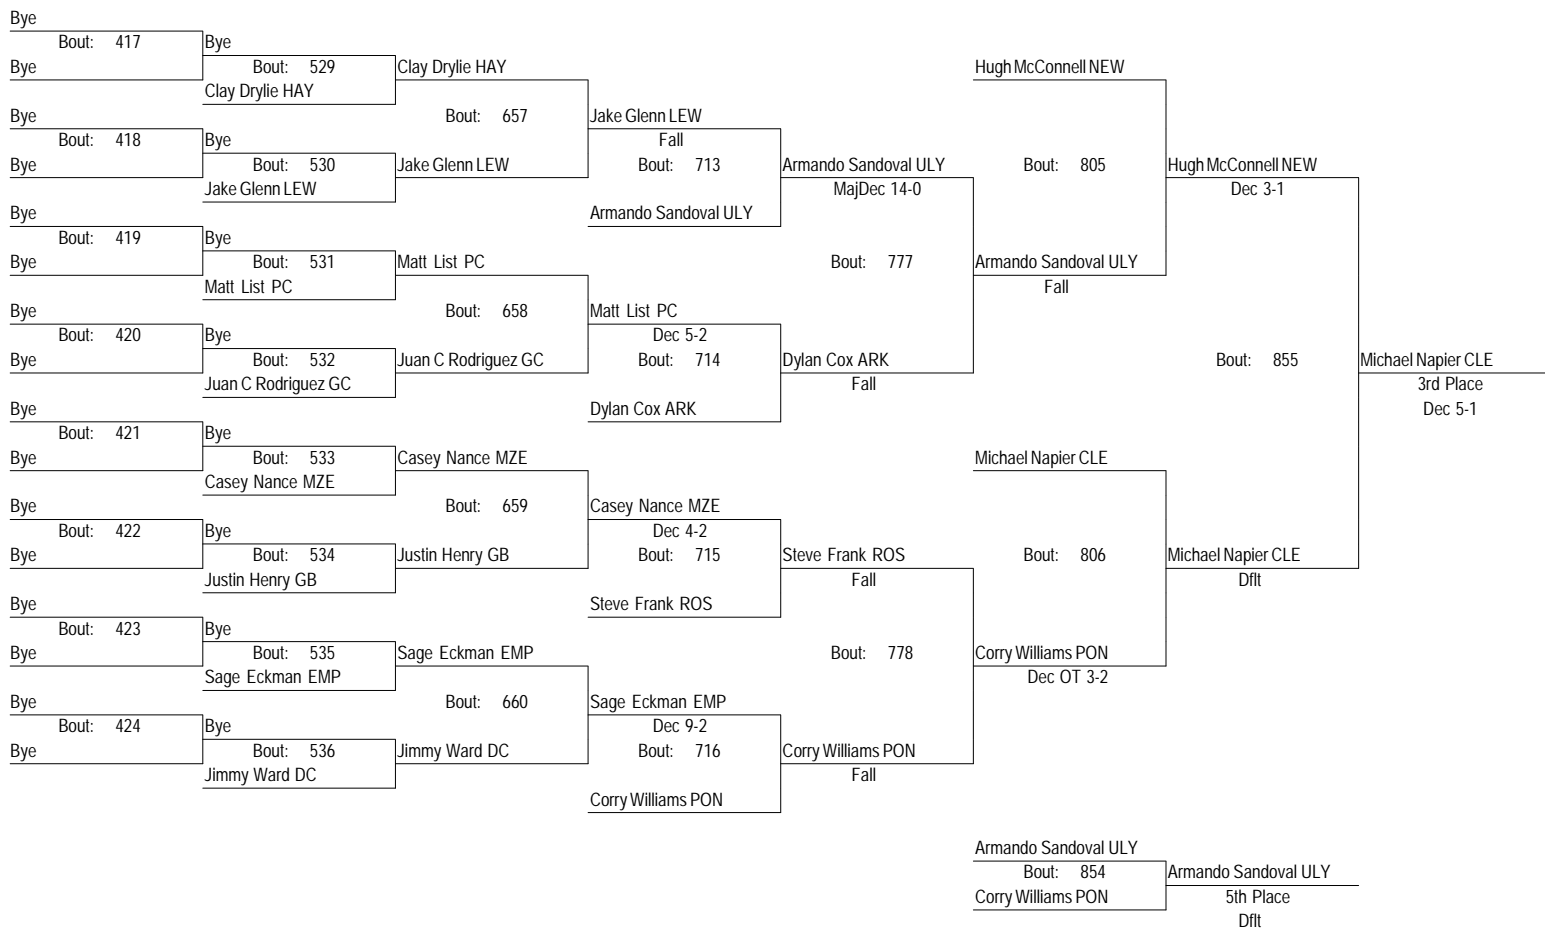 Bye
Bout: 417 Bye
Bye Bout: 529 Clay Drylie HAY Hugh McConnell NEW
Clay Drylie HAY
Bye Bout: 657 Jake Glenn LEW
Bout: 418 Bye Fall
Bye Bout: 530 Jake Glenn LEW Bout: 713 Armando Sandoval ULY Bout: 805 Hugh McConnell NEW
Jake Glenn LEW MajDec 14-0 Dec 3-1
Bye Armando Sandoval ULY
Bout: 419 Bye
Bye Bout: 531 Matt List PC Bout: 777 Armando Sandoval ULY
Matt List PC Fall
Bye Bout: 658 Matt List PC
Bout: 420 Bye Dec 5-2
Bye Bout: 532 Juan C Rodriguez GC Bout: 714 Dylan Cox ARK Bout: 855 Michael Napier CLE
Juan C Rodriguez GC Fall 3rd Place
Bye Dylan Cox ARK Dec 5-1
Bout: 421 Bye
Bye Bout: 533 Casey Nance MZE Michael Napier CLE
Casey Nance MZE
Bye Bout: 659 Casey Nance MZE
Bout: 422 Bye Dec 4-2
Bye Bout: 534 Justin Henry GB Bout: 715 Steve Frank ROS Bout: 806 Michael Napier CLE
Justin Henry GB Fall Dflt
Bye Steve Frank ROS
Bout: 423 Bye
Bye Bout: 535 Sage Eckman EMP Bout: 778 Corry Williams PON
Sage Eckman EMP Dec OT 3-2
Bye Bout: 660 Sage Eckman EMP
Bout: 424 Bye Dec 9-2
Bye Bout: 536 Jimmy Ward DC Bout: 716 Corry Williams PON
Jimmy Ward DC Fall
Corry Williams PON
Armando Sandoval ULY
Bout: 854 Armando Sandoval ULY
Corry Williams PON 5th Place
Dflt